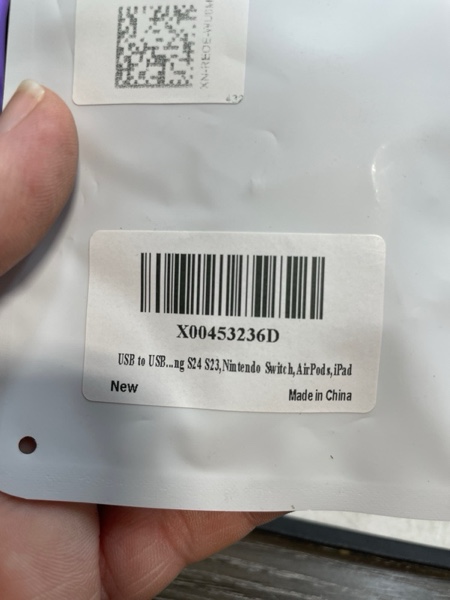 X00453236D
USB to USB...ng S24 S23,Nintendo Switch,AirPods,iPad
New
Made in China